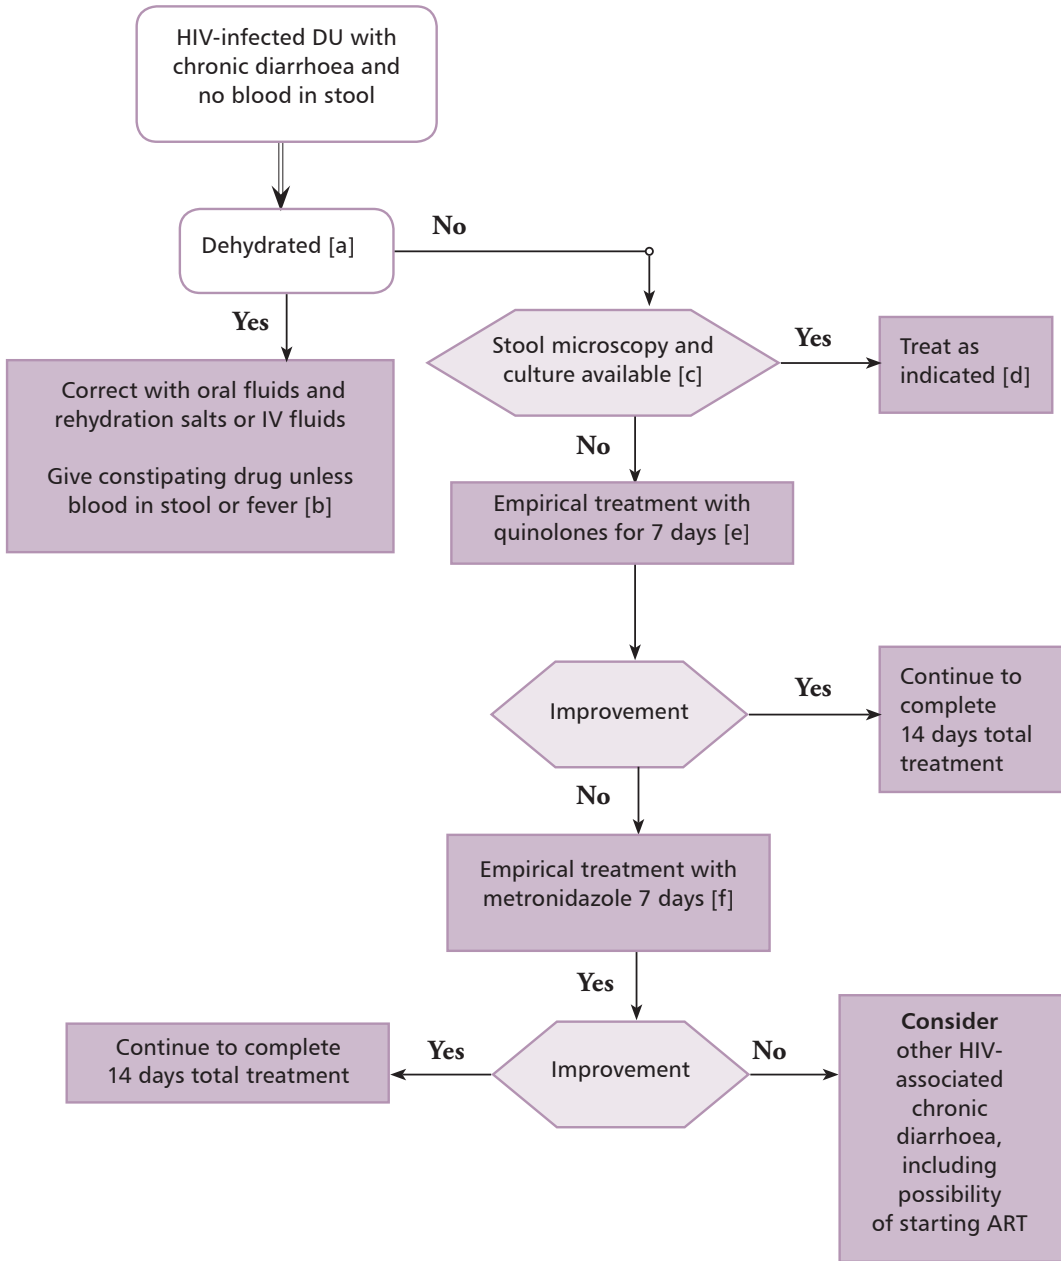 HIV-infected DU with
chronic diarrhoea and
no blood in stool
Dehydrated [a]
No
Yes
Correct with oral fluids and
rehydration salts or IV fluids
Give constipating drug unless
blood in stool or fever [b]
Stool microscopy and
culture available [c]
Yes
Treat as
indicated [d]
No
Empirical treatment with
quinolones for 7 days [e]
Improvement
Yes
Continue to
complete
14 days total
treatment
No
Empirical treatment with
metronidazole 7 days [f]
Yes
Improvement
Yes
Continue to complete
14 days total treatment
No
Consider
other HIV-
associated
chronic
diarrhoea,
including
possibility
of starting ART